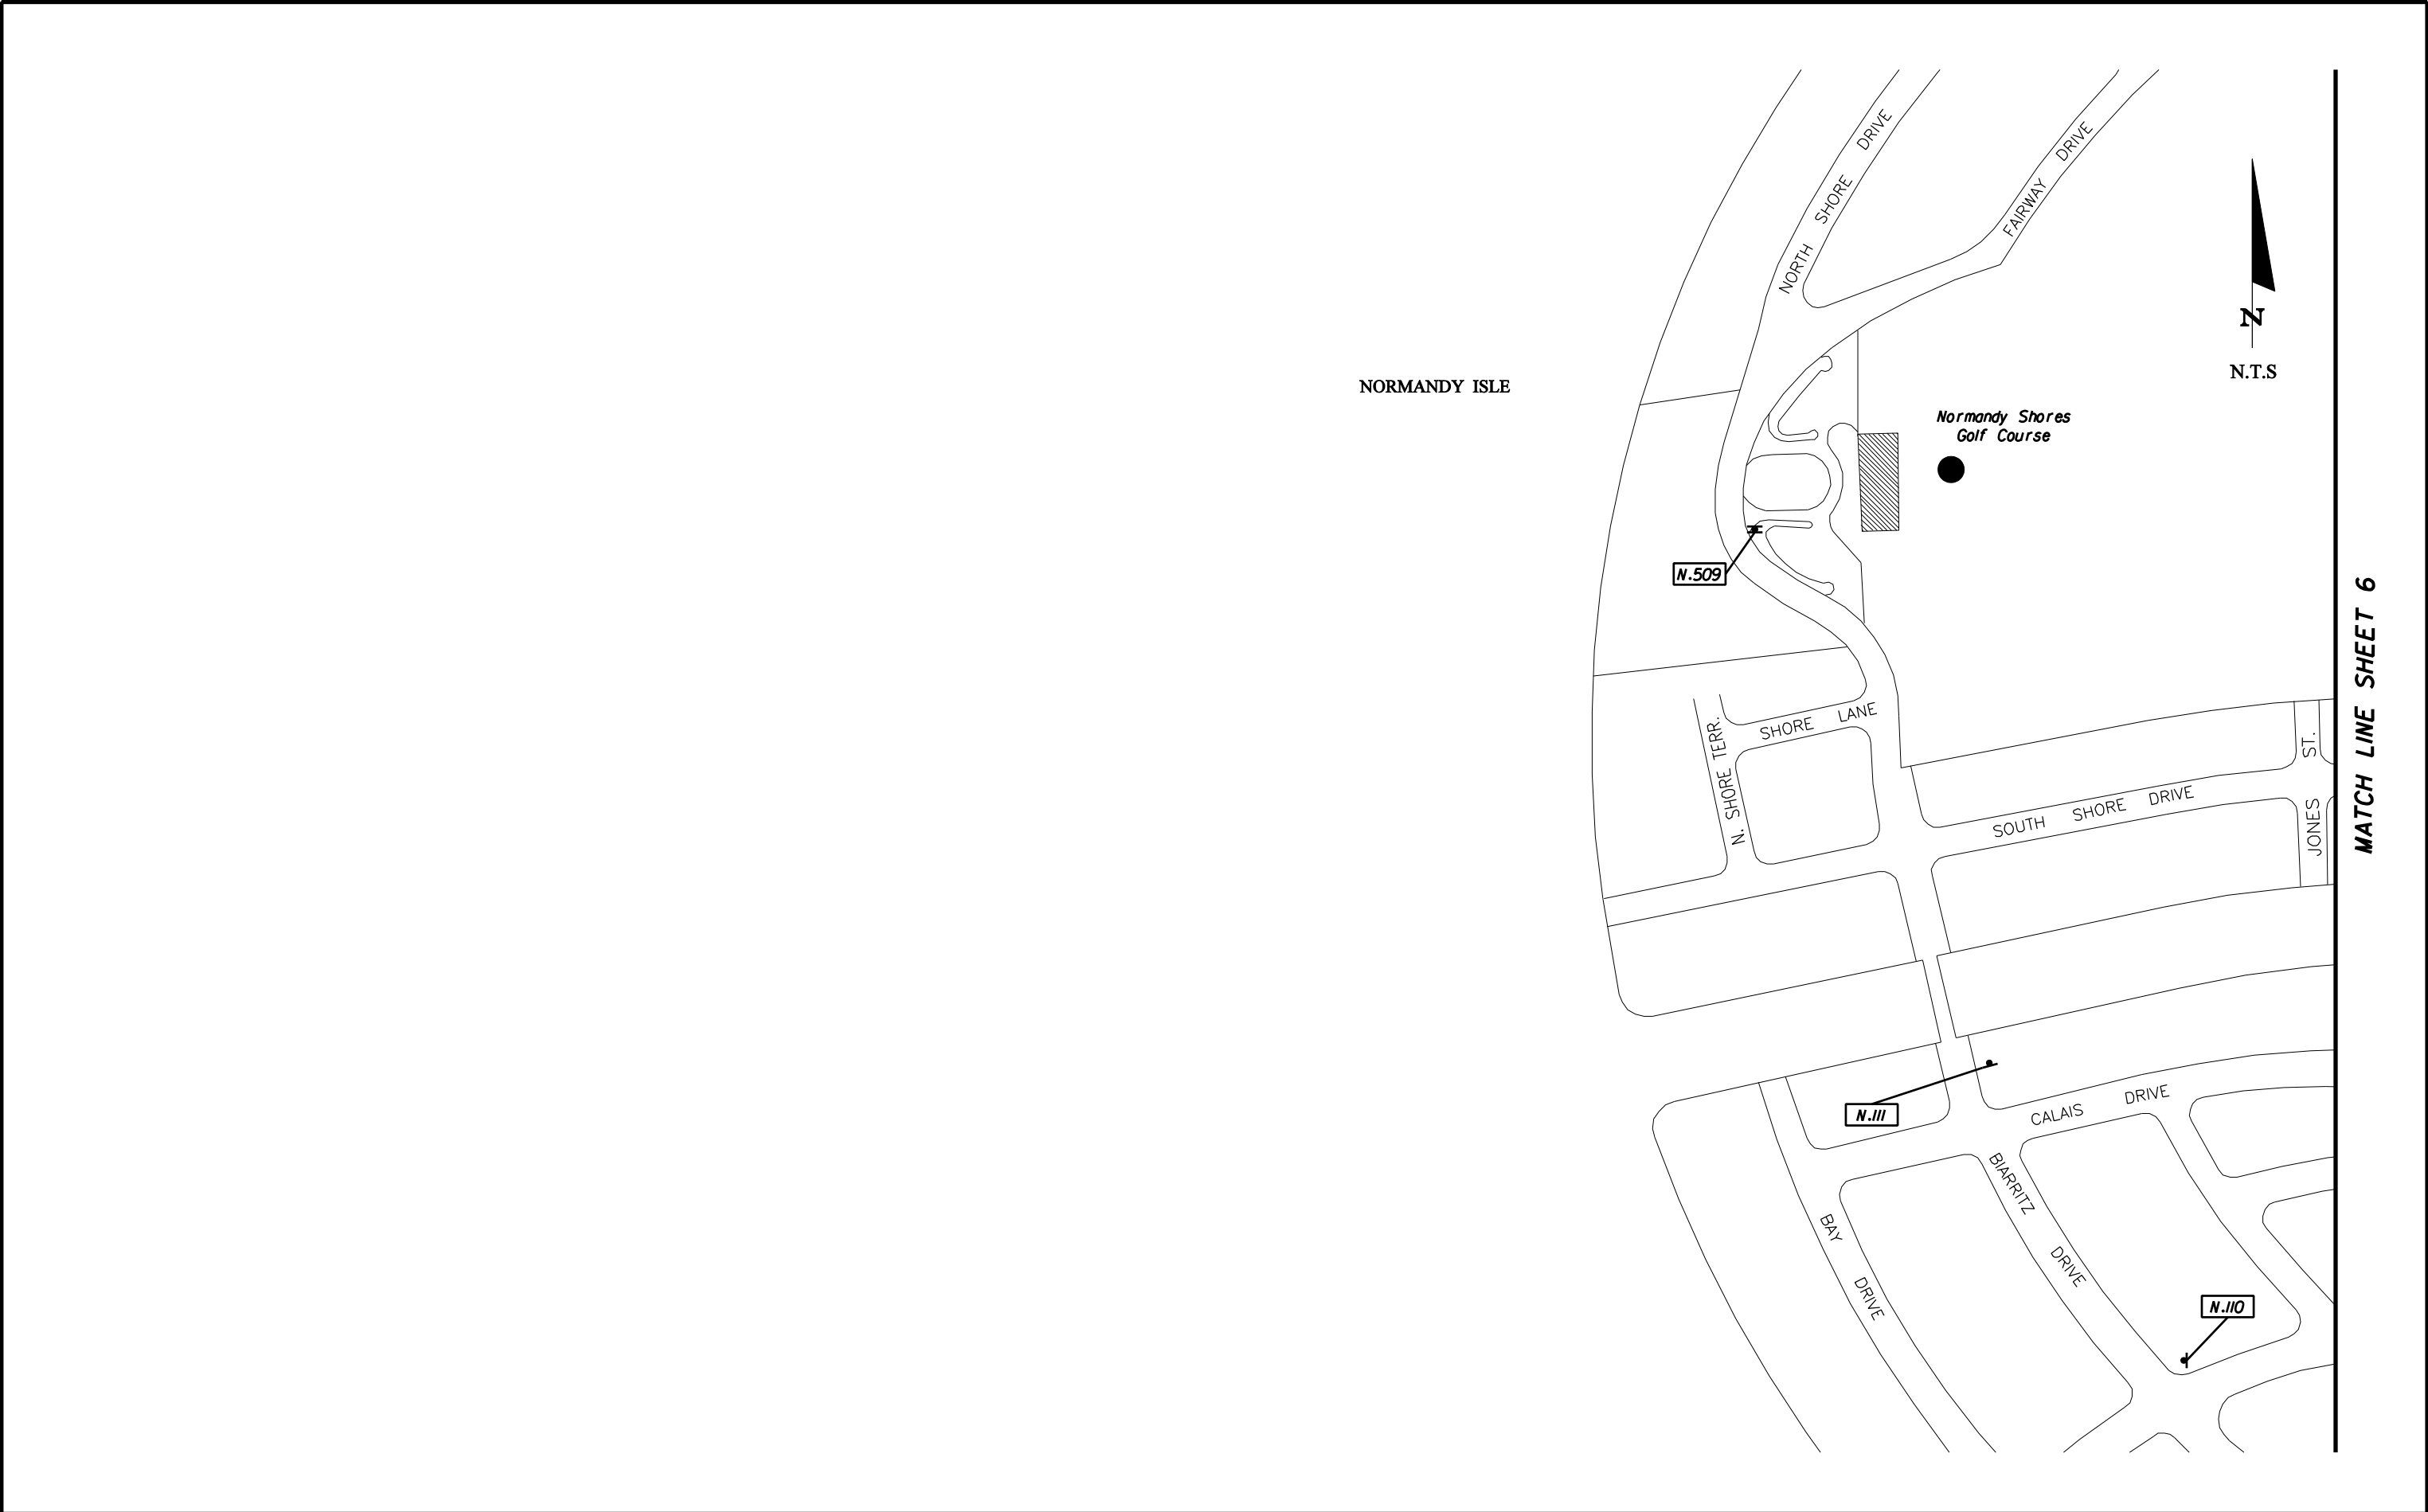 NORTH SHORE DRIVE
FAIRWAY DRIVE
N
N.T.S
NORMANDY ISLE
Normandy Shores
Golf Course
N.509
MATCH LINE SHEET 6
SHORE LANE
N. SHORE TERR.
JONES ST.
SOUTH SHORE DRIVE
N.111
CALAIS DRIVE
BIARRITZ DRIVE
BAY DRIVE
N.110